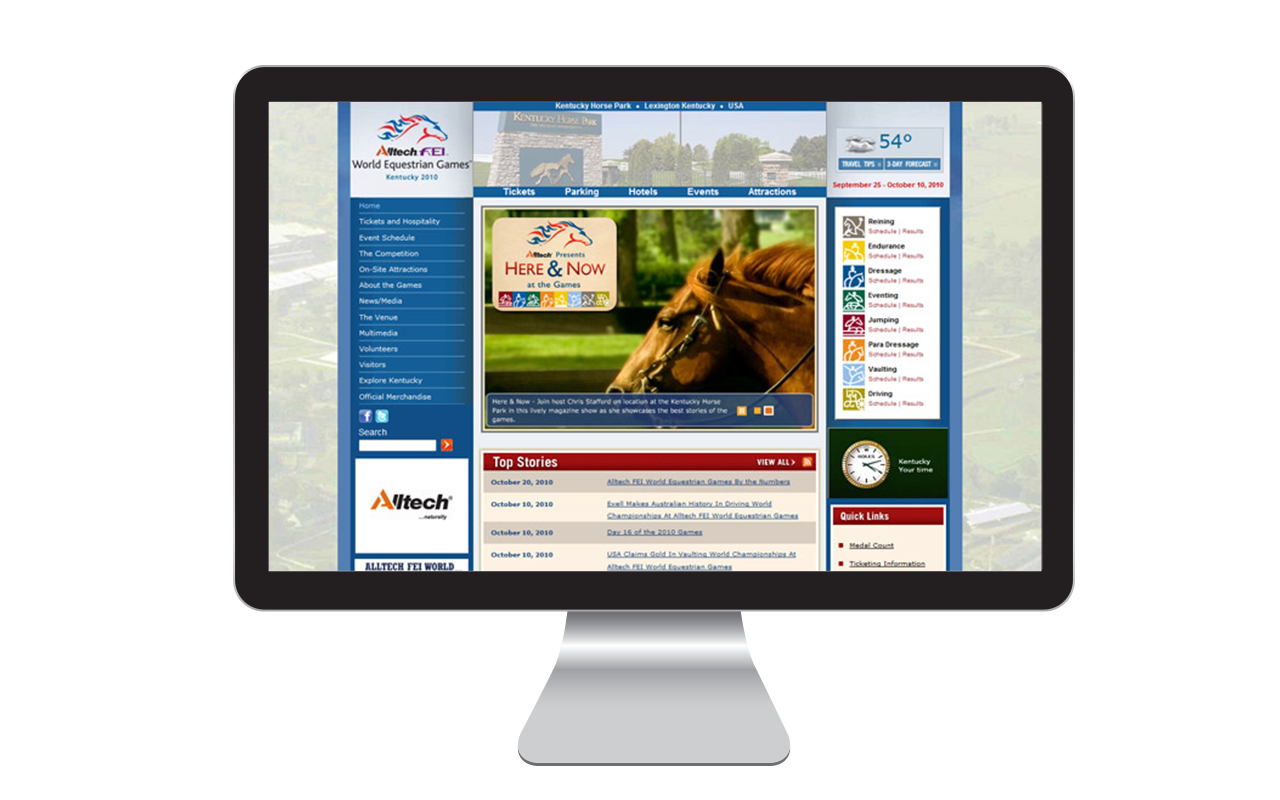 Kentucky Horse Park • Lexington Kentucky • USA
KENTUCKY HORSE PARK
Alltech FEI
World Equestrian Games™
Kentucky 2010
54°
TRAVEL TIPS
3-DAY FORECAST
September 25 - October 10, 2010
Tickets
Parking
Hotels
Events
Attractions
Home
Tickets and Hospitality
Event Schedule
The Competition
On-Site Attractions
About the Games
News/Media
The Venue
Multimedia
Volunteers
Visitors
Explore Kentucky
Official Merchandise
Search
Alltech®
...naturally
ALLTECH FEI WORLD
Alltech® Presents
HERE & NOW
at the Games
Here & Now - Join host Chris Stafford on location at the Kentucky Horse
Park in this lively magazine show as she showcases the best stories of the
games.
Top Stories
VIEW ALL >
October 20, 2010
Alltech FEI World Equestrian Games By the Numbers
October 10, 2010
Exell Makes Australian History In Driving World
Championships At Alltech FEI World Equestrian Games
October 10, 2010
Day 16 of the 2010 Games
October 10, 2010
USA Claims Gold In Vaulting World Championships At
Alltech FEI World Equestrian Games
Reining
Schedule | Results
Endurance
Schedule | Results
Dressage
Schedule | Results
Eventing
Schedule | Results
Jumping
Schedule | Results
Para Dressage
Schedule | Results
Vaulting
Schedule | Results
Driving
Schedule | Results
ROLEX
Kentucky
Your time
Quick Links
Medal Count
Ticketing Information